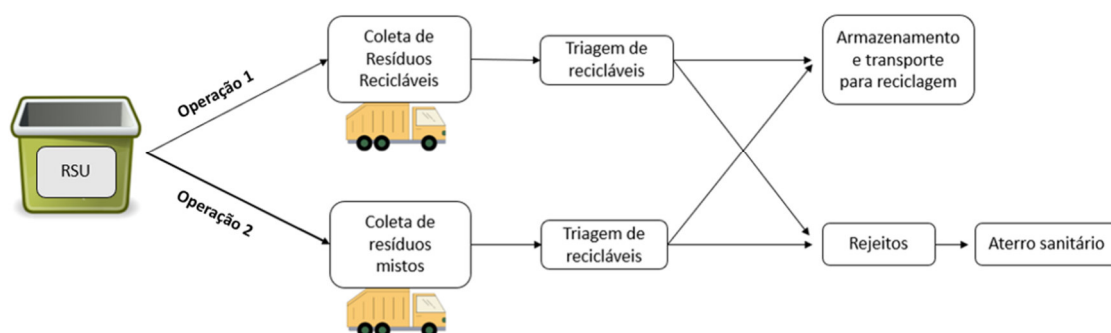 RSU
Operação 1
Coleta de
Resíduos
Recicláveis
Triagem de
recicláveis
Armazenamento
e transporte
para reciclagem
Operação 2
Coleta de
resíduos
mistos
Triagem de
recicláveis
Rejeitos
Aterro sanitário